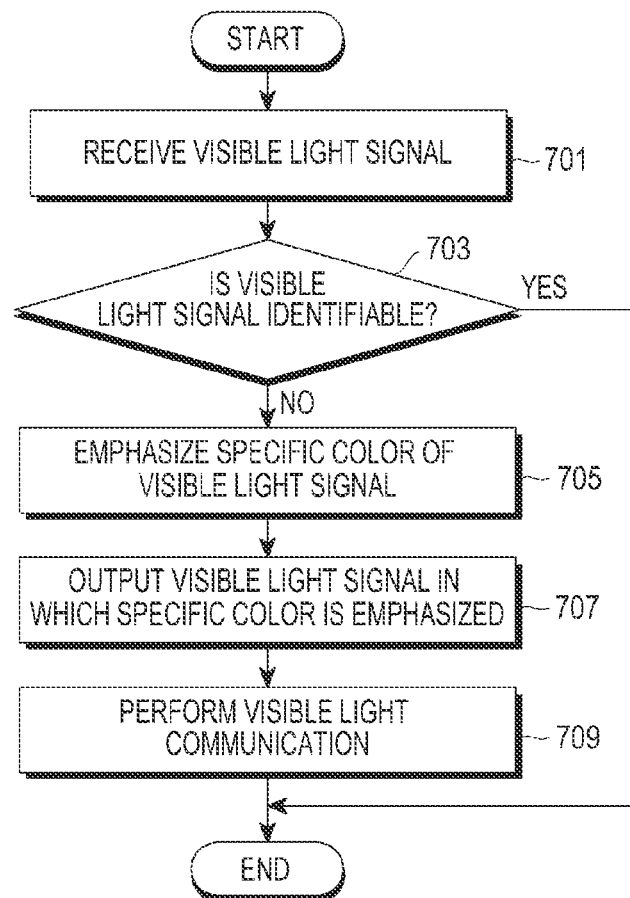 START
RECEIVE VISIBLE LIGHT SIGNAL
701
703
IS VISIBLE
LIGHT SIGNAL IDENTIFIABLE?
YES
NO
EMPHASIZE SPECIFIC COLOR OF
VISIBLE LIGHT SIGNAL
705
OUTPUT VISIBLE LIGHT SIGNAL IN
WHICH SPECIFIC COLOR IS EMPHASIZED
707
PERFORM VISIBLE LIGHT
COMMUNICATION
709
END